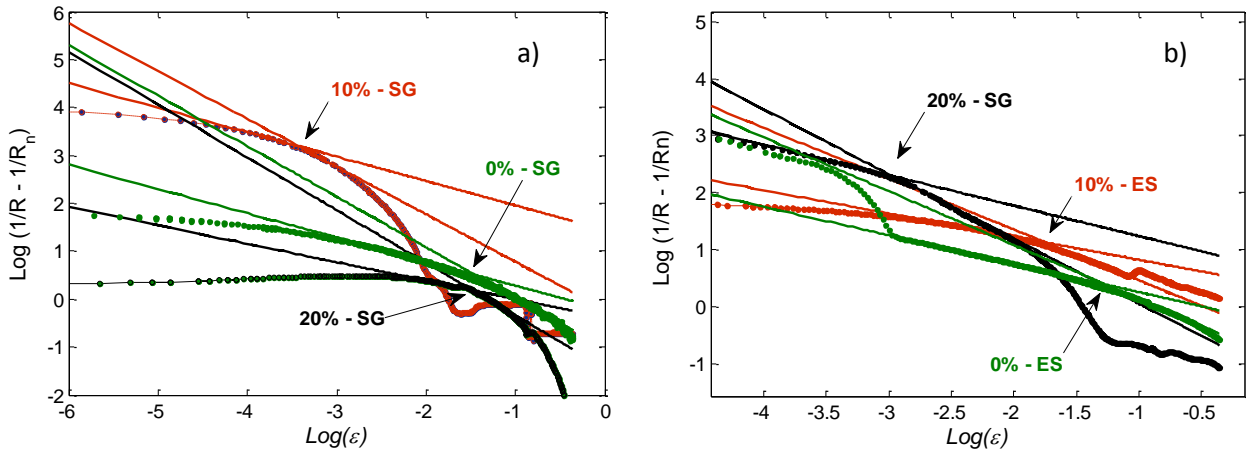 a)
10% - SG
0% - SG
20% - SG
Log (1/R - 1/Rn)
6
5
4
3
2
1
0
-1
-2
-6
-5
-4
-3
-2
-1
0
Log(ε)
b)
20% - SG
10% - ES
0% - ES
Log (1/R - 1/Rn)
5
4
3
2
1
0
-1
-4
-3.5
-3
-2.5
-2
-1.5
-1
-0.5
Log(ε)